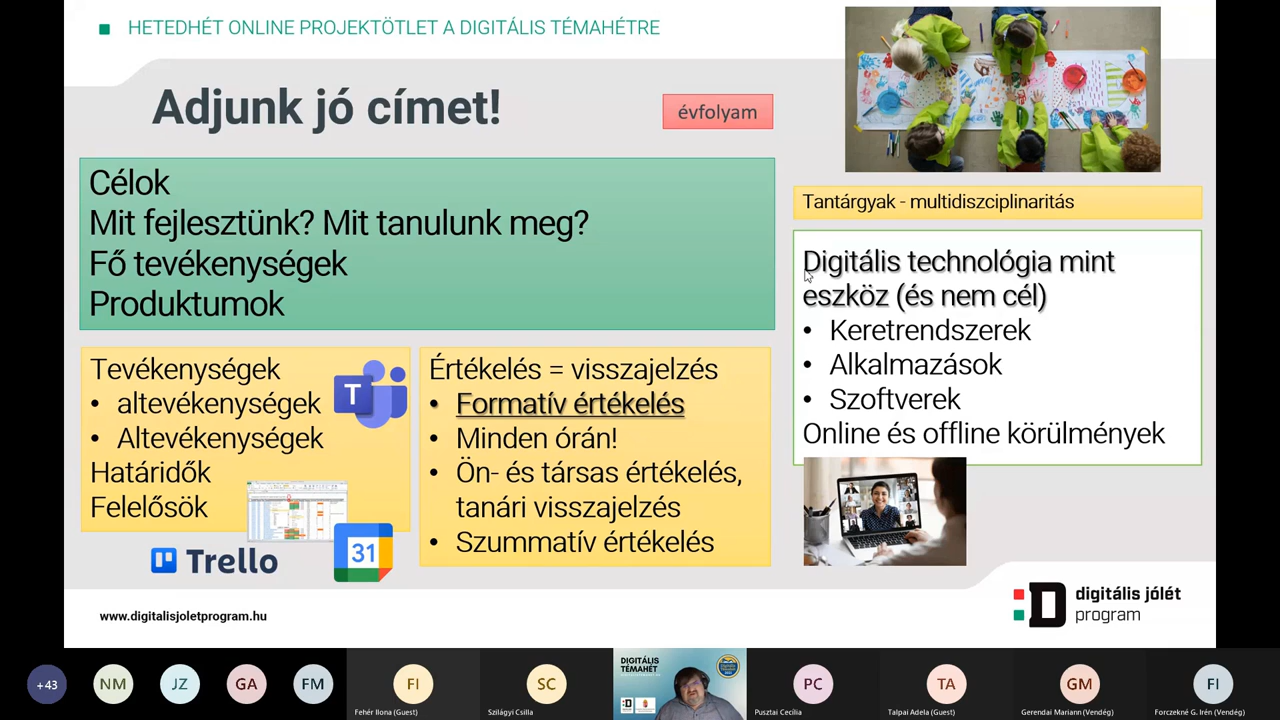 HETEDHÉT ONLINE PROJEKTÖTLET A DIGITÁLIS TÉMAHÉTRE
Adjunk jó címet!
évfolyam
Célok
Mit fejlesztünk? Mit tanulunk meg?
Fő tevékenységek
Produktumok
Tantárgyak - multidiszciplinaritás
Digitális technológia mint
eszköz (és nem cél)
• Keretrendszerek
• Alkalmazások
• Szoftverek
Online és offline körülmények
Tevékenységek
• altevékenységek
• Altevékenységek
Határidők
Felelősök
T
Trello
31
Értékelés = visszajelzés
• Formatív értékelés
• Minden órán!
• Ön- és társas értékelés,
tanári visszajelzés
• Szummatív értékelés
www.digitalisjoletprogram.hu
digitális jólét
program
+43
NM
JZ
GA
FM
FI
Fehér Ilona (Guest)
SC
Szilágyi Csilla
DIGITÁLIS
TÉMAHÉT
PC
Pusztai Cecília
TA
Talpai Adela (Guest)
GM
Gerendai Mariann (Vendég)
FI
Forczekné G. Irén (Vendég)